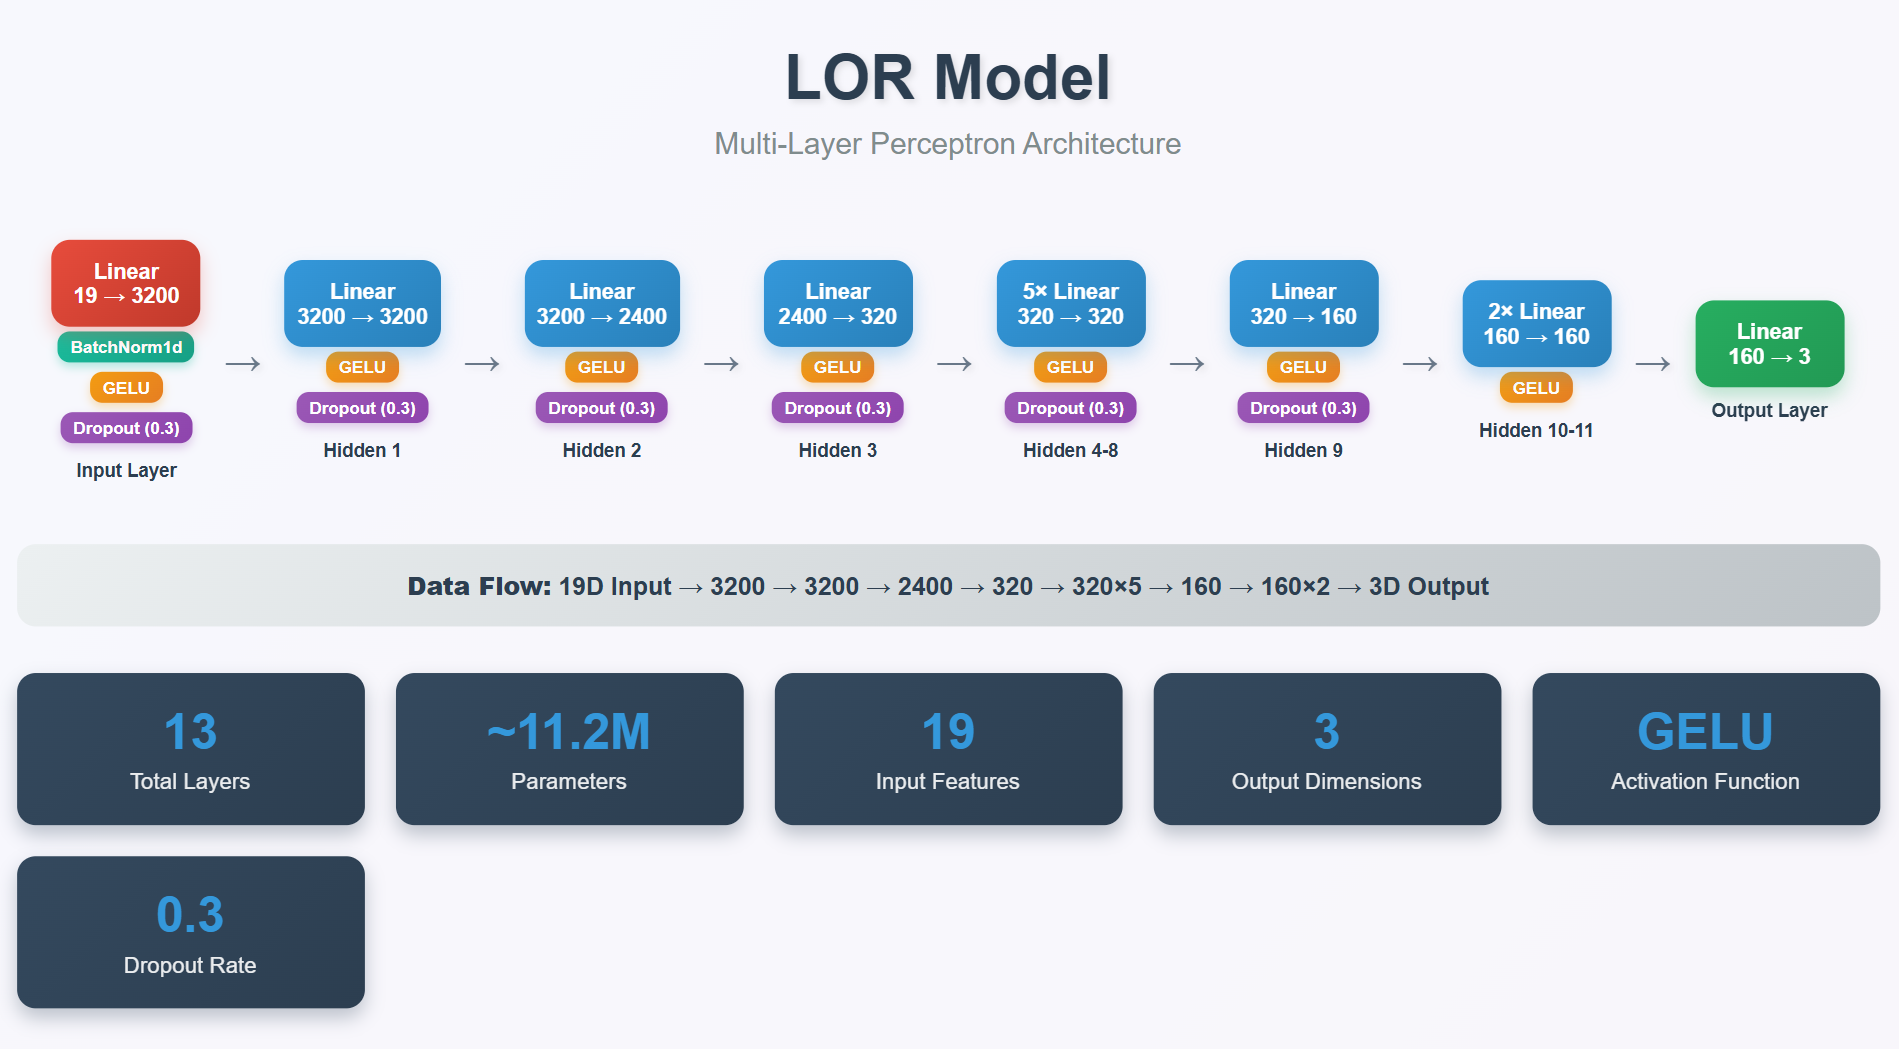 LOR Model
Multi-Layer Perceptron Architecture
Linear
19 → 3200
BatchNorm1d
GELU
Dropout (0.3)
Input Layer
→
Linear
3200 → 3200
GELU
Dropout (0.3)
Hidden 1
→
Linear
3200 → 2400
GELU
Dropout (0.3)
Hidden 2
→
Linear
2400 → 320
GELU
Dropout (0.3)
Hidden 3
→
5× Linear
320 → 320
GELU
Dropout (0.3)
Hidden 4-8
→
Linear
320 → 160
GELU
Dropout (0.3)
Hidden 9
→
2× Linear
160 → 160
GELU
Hidden 10-11
→
Linear
160 → 3
Output Layer
Data Flow: 19D Input → 3200 → 3200 → 2400 → 320 → 320×5 → 160 → 160×2 → 3D Output
13
Total Layers
~11.2M
Parameters
19
Input Features
3
Output Dimensions
GELU
Activation Function
0.3
Dropout Rate